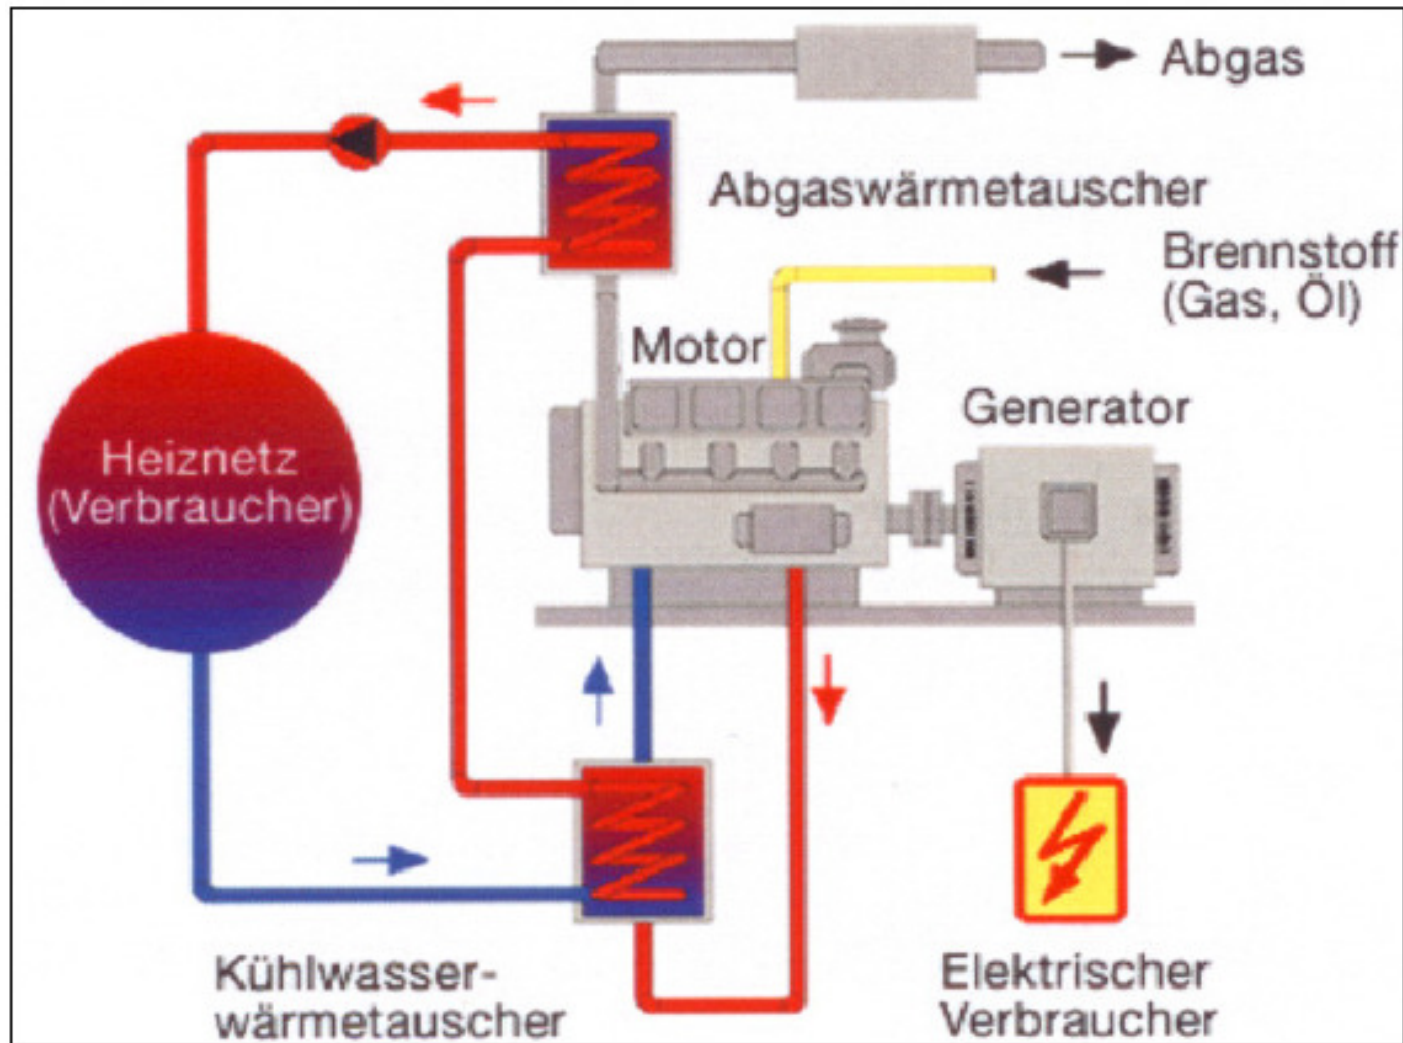 Abgas
Abgaswärmetauscher
Brennstoff
(Gas, Öl)
Motor
Generator
Heiznetz
(Verbraucher)
Kühlwasser-
wärmetauscher
Elektrischer
Verbraucher